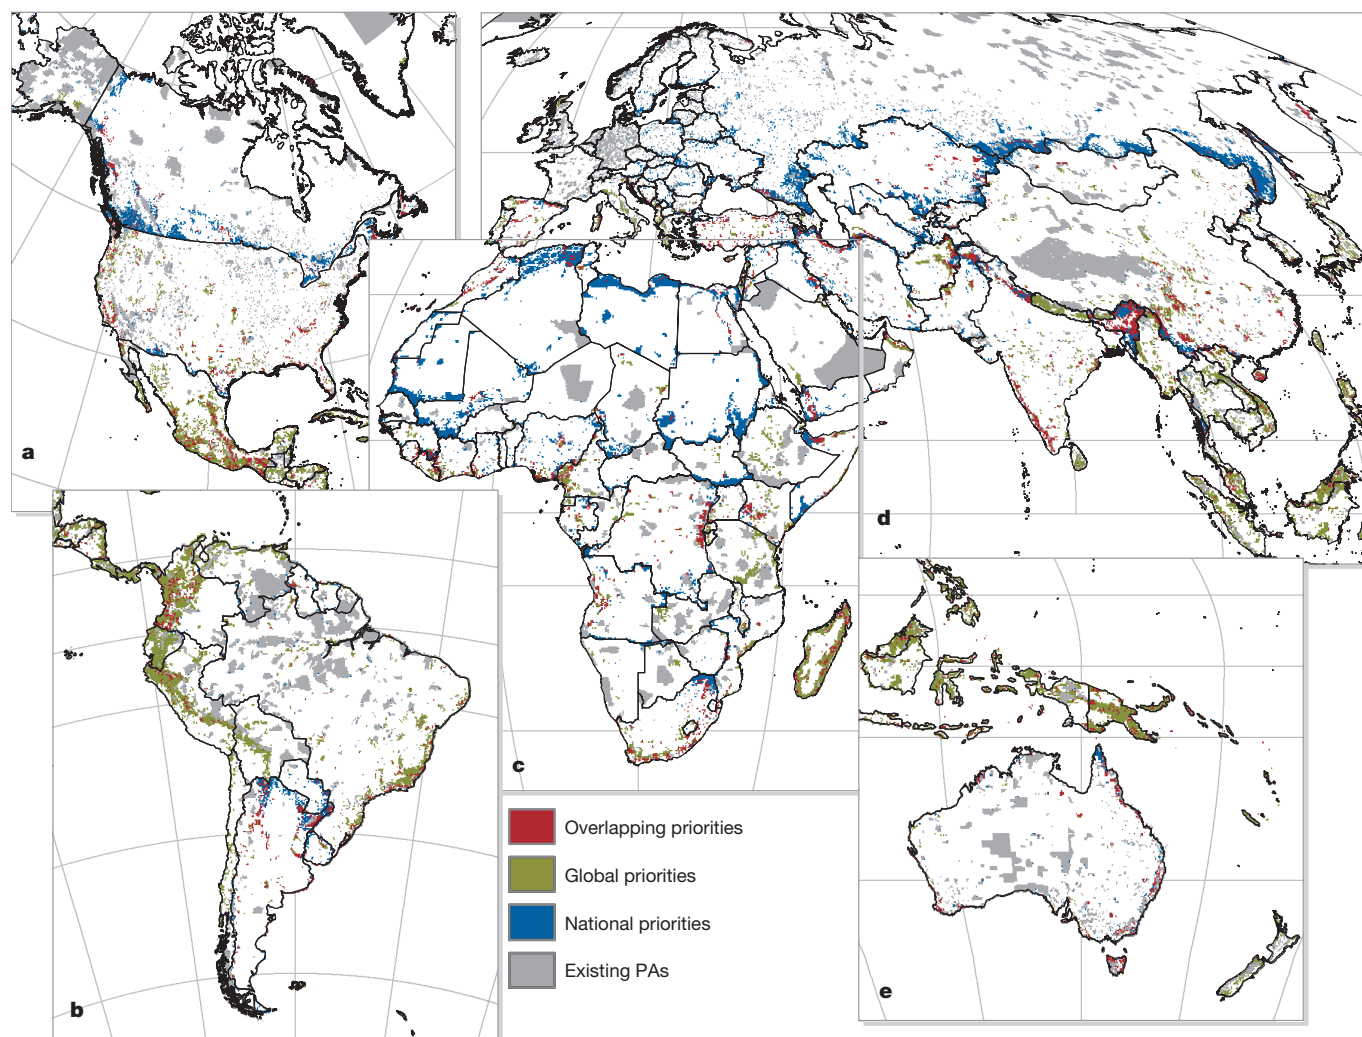 a
b
c
d
e
Overlapping priorities
Global priorities
National priorities
Existing PAs